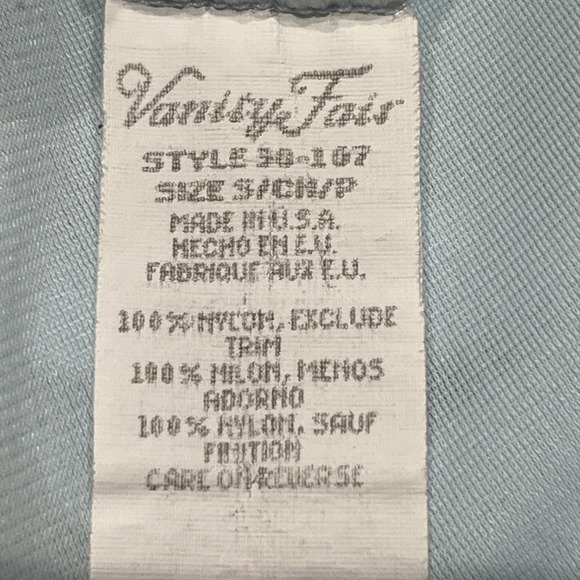 Vanity Fair
STYLE 30-107
SIZE S/CH/P
MADE IN U.S.A.
HECHO EN E.U.
FABRIQUE AUX E.U.
100% NYLON, EXCLUDE
TRIM
100% NILON, MENOS
ADORNO
100% NYLON, SAUF
FINITION
CARE ON REVERSE